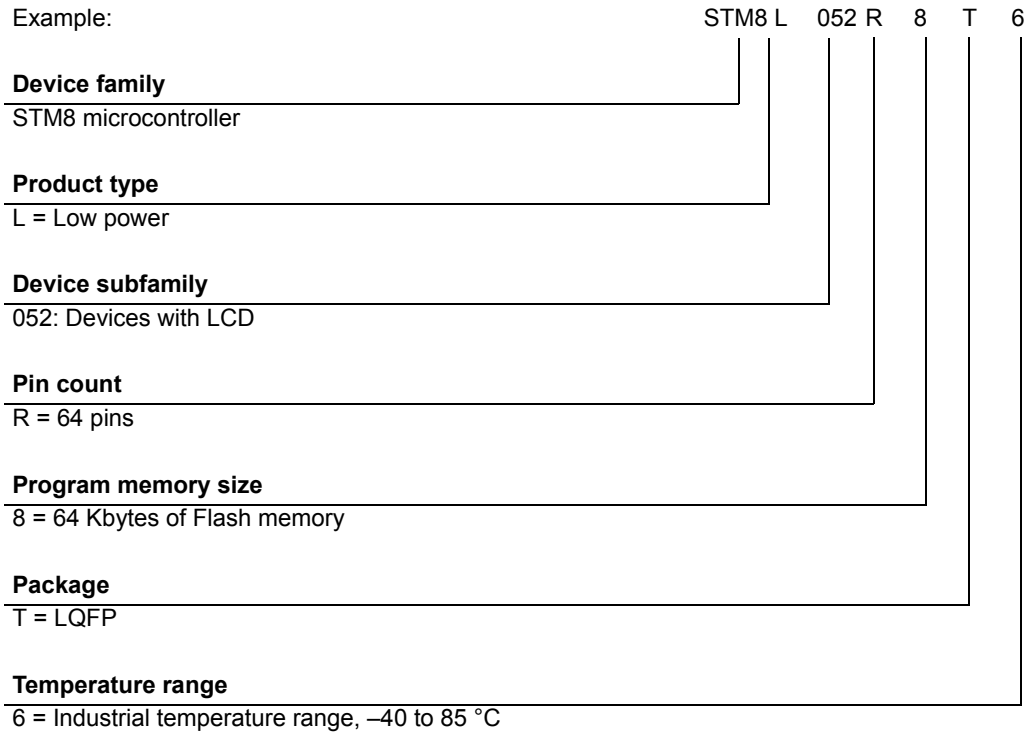 Example: STM8 L 052 R 8 T 6
Device family
STM8 microcontroller
Product type
L = Low power
Device subfamily
052: Devices with LCD
Pin count
R = 64 pins
Program memory size
8 = 64 Kbytes of Flash memory
Package
T = LQFP
Temperature range
6 = Industrial temperature range, –40 to 85 °C